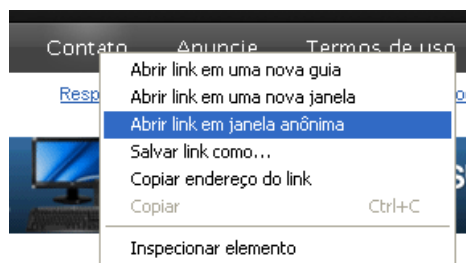 Contato Anuncie Termos de uso
Abrir link em uma nova guia
Resp
Abrir link em uma nova janela
Abrir link em janela anônima
Salvar link como...
Copiar endereço do link
Copiar Ctrl+C
Inspecionar elemento